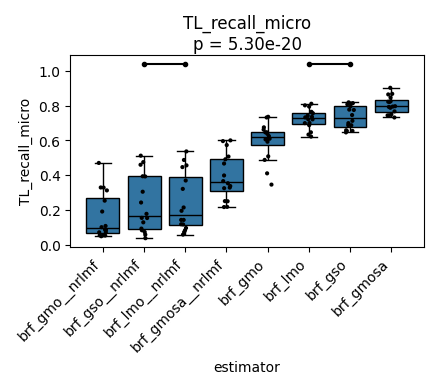 TL_recall_micro
p = 5.30e-20
1.0
0.8
0.6
0.4
0.2
0.0
TL_recall_micro
brf_gmo__nrlmf
brf_gso__nrlmf
brf_lmo__nrlmf
brf_gmosa__nrlmf
brf_gmo
brf_lmo
brf_gso
brf_gmosa
estimator